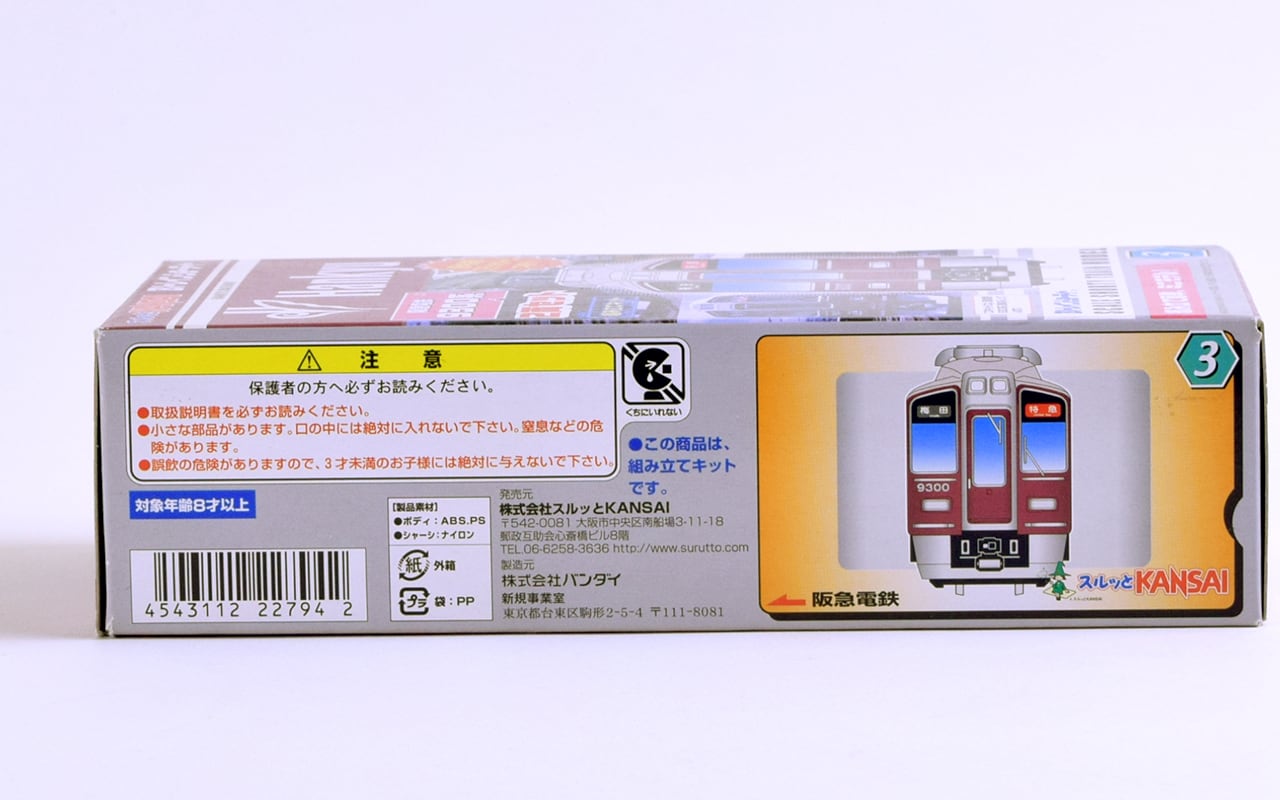 Hankyu
3
注 意
保護者の方へ必ずお読みください。
●取扱説明書を必ずお読みください。
●小さな部品があります。口の中には絶対に入れないで下さい。窒息などの危
険があります。
●誤飲の危険がありますので、3才未満のお子様には絶対に与えないで下さい。
くちにいれない
●この商品は、
組み立てキット
です。
対象年齢8才以上
4543112 22794 2
【製品素材】
●ボディ：ABS.PS
●シャーシ：ナイロン
紙 外箱
プラ 袋：PP
発売元
株式会社スルッとKANSAI
〒542-0081 大阪市中央区南船場3-11-18
郵政互助会心斎橋ビル8階
TEL.06-6258-3636 http://www.surutto.com
製造元
株式会社バンダイ
新規事業室
東京都台東区駒形2-5-4 〒111-8081
3
梅田
特急
9300
阪急電鉄
スルッとKANSAI